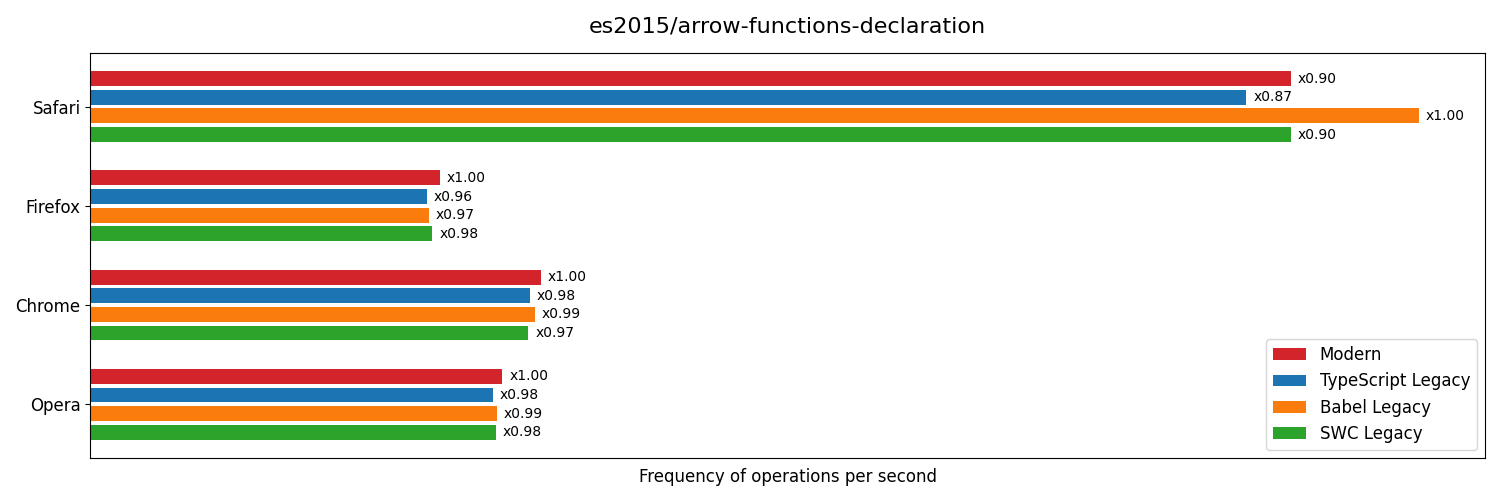 es2015/arrow-functions-declaration
Safari
x0.90
x0.87
x1.00
x0.90
Firefox
x1.00
x0.96
x0.97
x0.98
Chrome
x1.00
x0.98
x0.99
x0.97
Opera
x1.00
x0.98
x0.99
x0.98
Modern
TypeScript Legacy
Babel Legacy
SWC Legacy
Frequency of operations per second